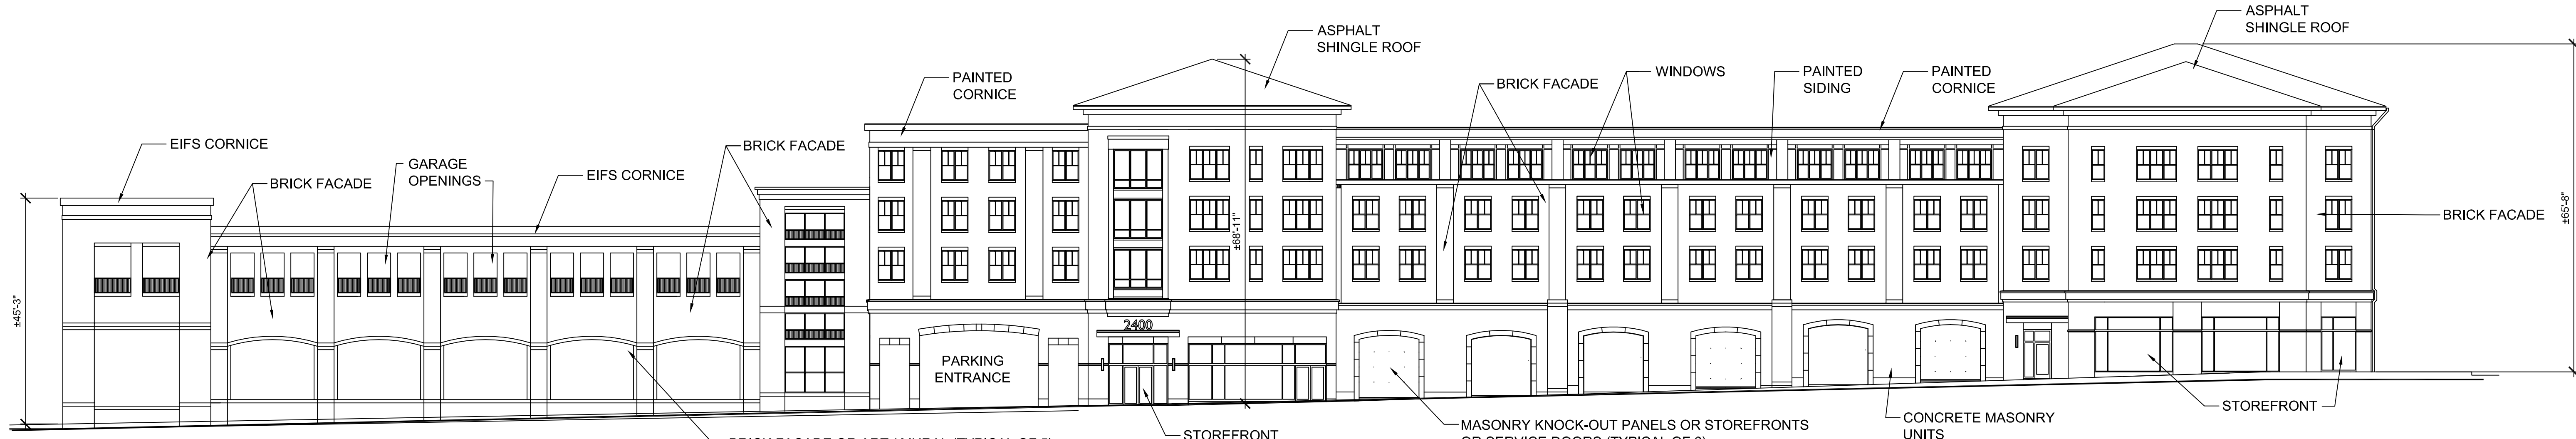 ASPHALT
SHINGLE ROOF
ASPHALT
SHINGLE ROOF
PAINTED
CORNICE
BRICK FACADE
WINDOWS
PAINTED
SIDING
PAINTED
CORNICE
EIFS CORNICE
BRICK FACADE
GARAGE
OPENINGS
EIFS CORNICE
BRICK FACADE
BRICK FACADE
±45'-3"
±68'-11"
±65'-8"
2400
PARKING
ENTRANCE
STOREFRONT
MASONRY KNOCK-OUT PANELS OR STOREFRONTS
CONCRETE MASONRY
UNITS
STOREFRONT